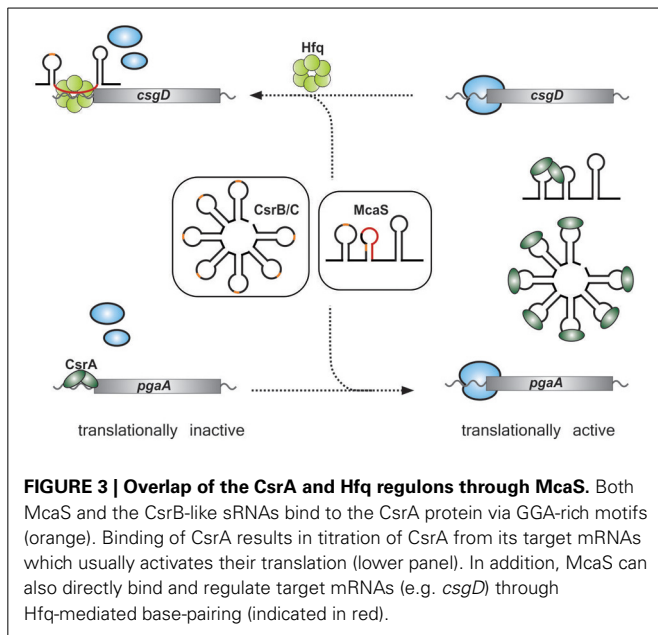 Hfq
csgD
csgD
CsrB/C
McaS
CsrA
pgaA
pgaA
translationally inactive
translationally active
FIGURE 3 | Overlap of the CsrA and Hfq regulons through McaS. Both
McaS and the CsrB-like sRNAs bind to the CsrA protein via GGA-rich motifs
(orange). Binding of CsrA results in titration of CsrA from its target mRNAs
which usually activates their translation (lower panel). In addition, McaS can
also directly bind and regulate target mRNAs (e.g. csgD) through
Hfq-mediated base-pairing (indicated in red).